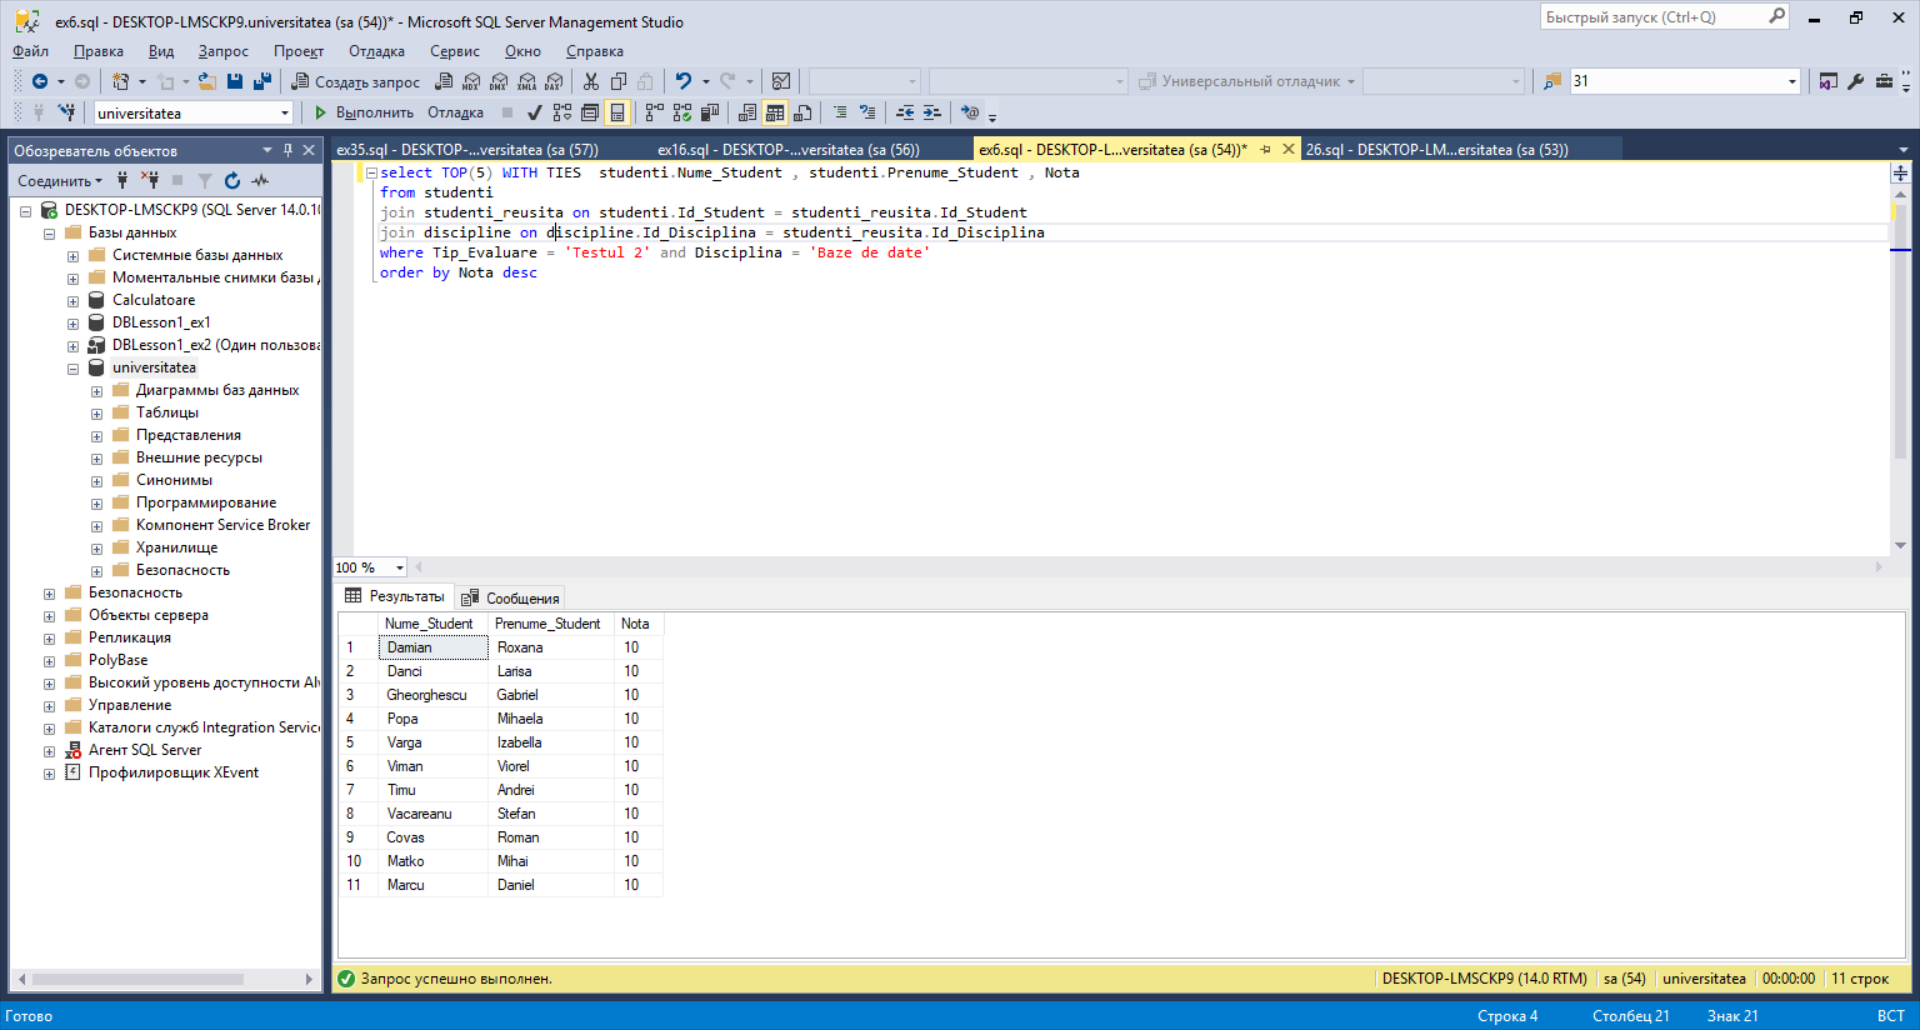 ex6.sql - DESKTOP-LMSCKP9.universitatea (sa (54))* - Microsoft SQL Server Management Studio
Быстрый запуск (Ctrl+Q)
Файл Правка Вид Запрос Проект Отладка Сервис Окно Справка
Создать запрос MDX DMX XMLA DAX Универсальный отладчик 31
universitatea Выполнить Отладка
Обозреватель объектов
ex35.sql - DESKTOP-...versitatea (sa (57)) ex16.sql - DESKTOP-...versitatea (sa (56)) ex6.sql - DESKTOP-L...versitatea (sa (54))* 26.sql - DESKTOP-LM...ersitatea (sa (53))
Соединить
DESKTOP-LMSCKP9 (SQL Server 14.0.10
Базы данных
Системные базы данных
Моментальные снимки базы
Calculatoare
DBLesson1_ex1
DBLesson1_ex2 (Один пользова
universitatea
Диаграммы баз данных
Таблицы
Представления
Внешние ресурсы
Синонимы
Программирование
Компонент Service Broker
Хранилище
Безопасность
Безопасность
Объекты сервера
Репликация
PolyBase
Высокий уровень доступности Al
Управление
Каталоги служб Integration Servic
Агент SQL Server
Профилировщик XEvent
select TOP(5) WITH TIES  studenti.Nume_Student , studenti.Prenume_Student , Nota
from studenti
join studenti_reusita on studenti.Id_Student = studenti_reusita.Id_Student
join discipline on discipline.Id_Disciplina = studenti_reusita.Id_Disciplina
where Tip_Evaluare = 'Testul 2' and Disciplina = 'Baze de date'
order by Nota desc
100 %
Результаты Сообщения
Nume_Student Prenume_Student Nota
1 Damian Roxana 10
2 Danci Larisa 10
3 Gheorghescu Gabriel 10
4 Popa Mihaela 10
5 Varga Izabella 10
6 Viman Viorel 10
7 Timu Andrei 10
8 Vacareanu Stefan 10
9 Covas Roman 10
10 Matko Mihai 10
11 Marcu Daniel 10
Запрос успешно выполнен. DESKTOP-LMSCKP9 (14.0 RTM) sa (54) universitatea 00:00:00 11 строк
Готово Строка 4 Столбец 21 Знак 21 ВСТ